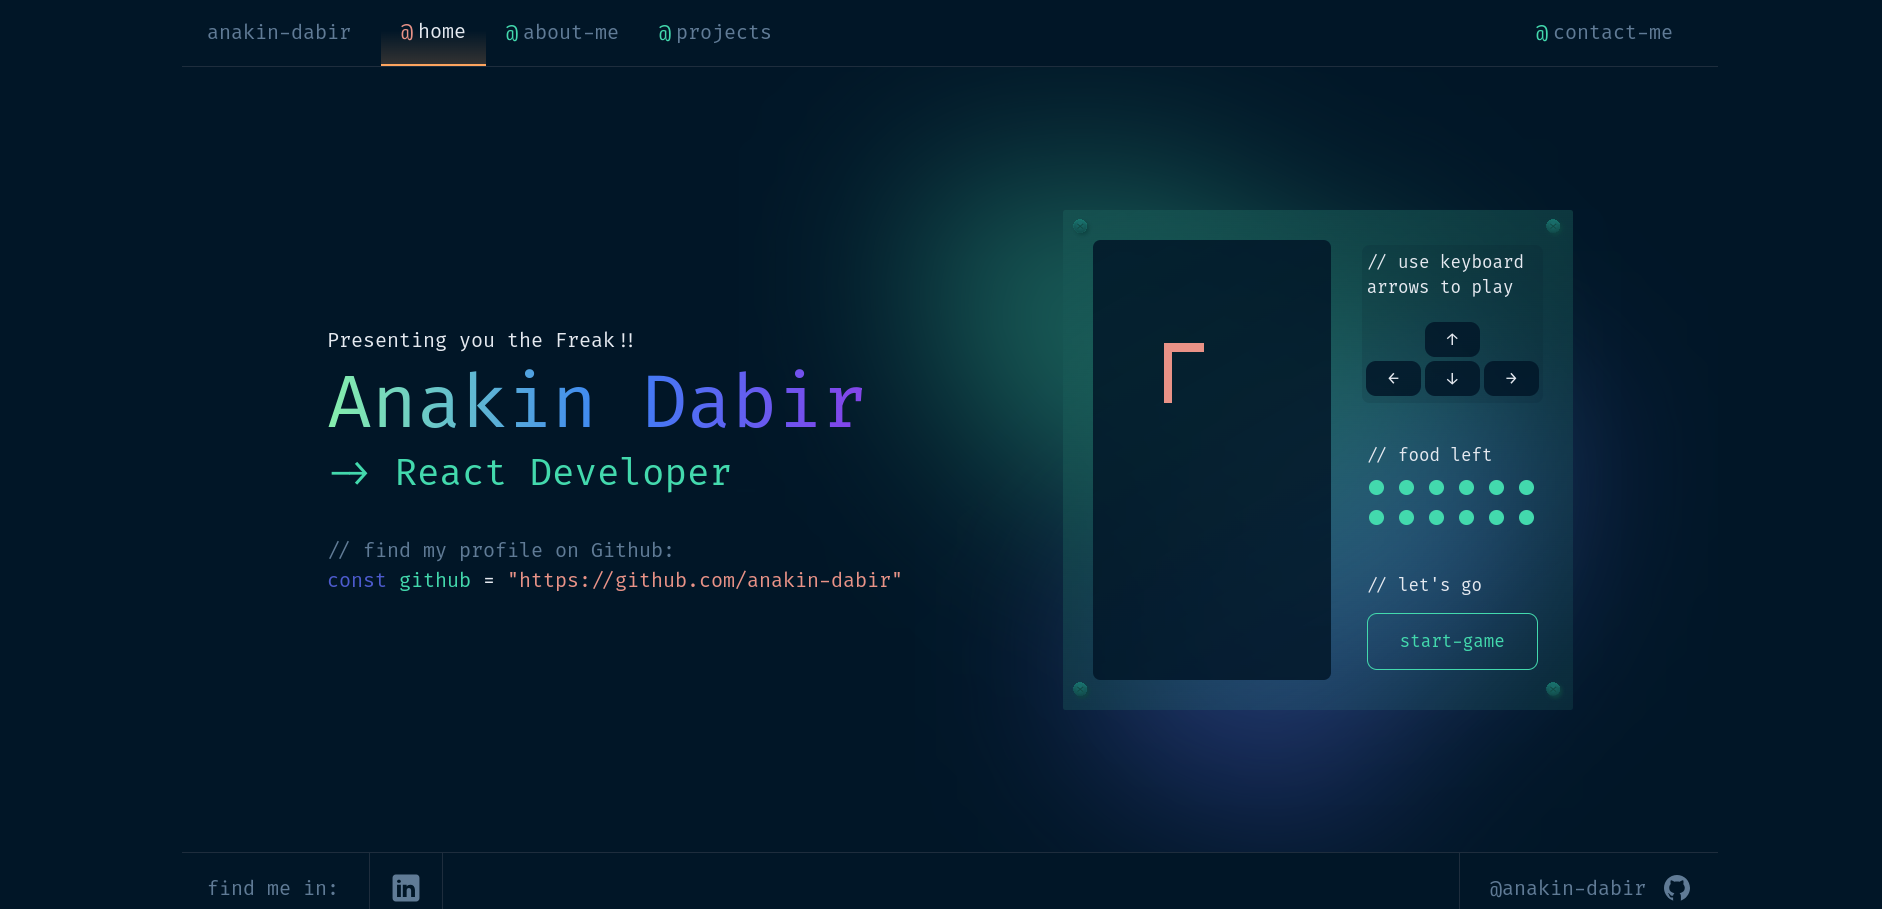 anakin-dabir @home @about-me @projects @contact-me
Presenting you the Freak!!
Anakin Dabir
-> React Developer
// find my profile on Github:
const github = "https://github.com/anakin-dabir"
// use keyboard
arrows to play
↑
← ↓ →
// food left
// let's go
start-game
find me in: in @anakin-dabir